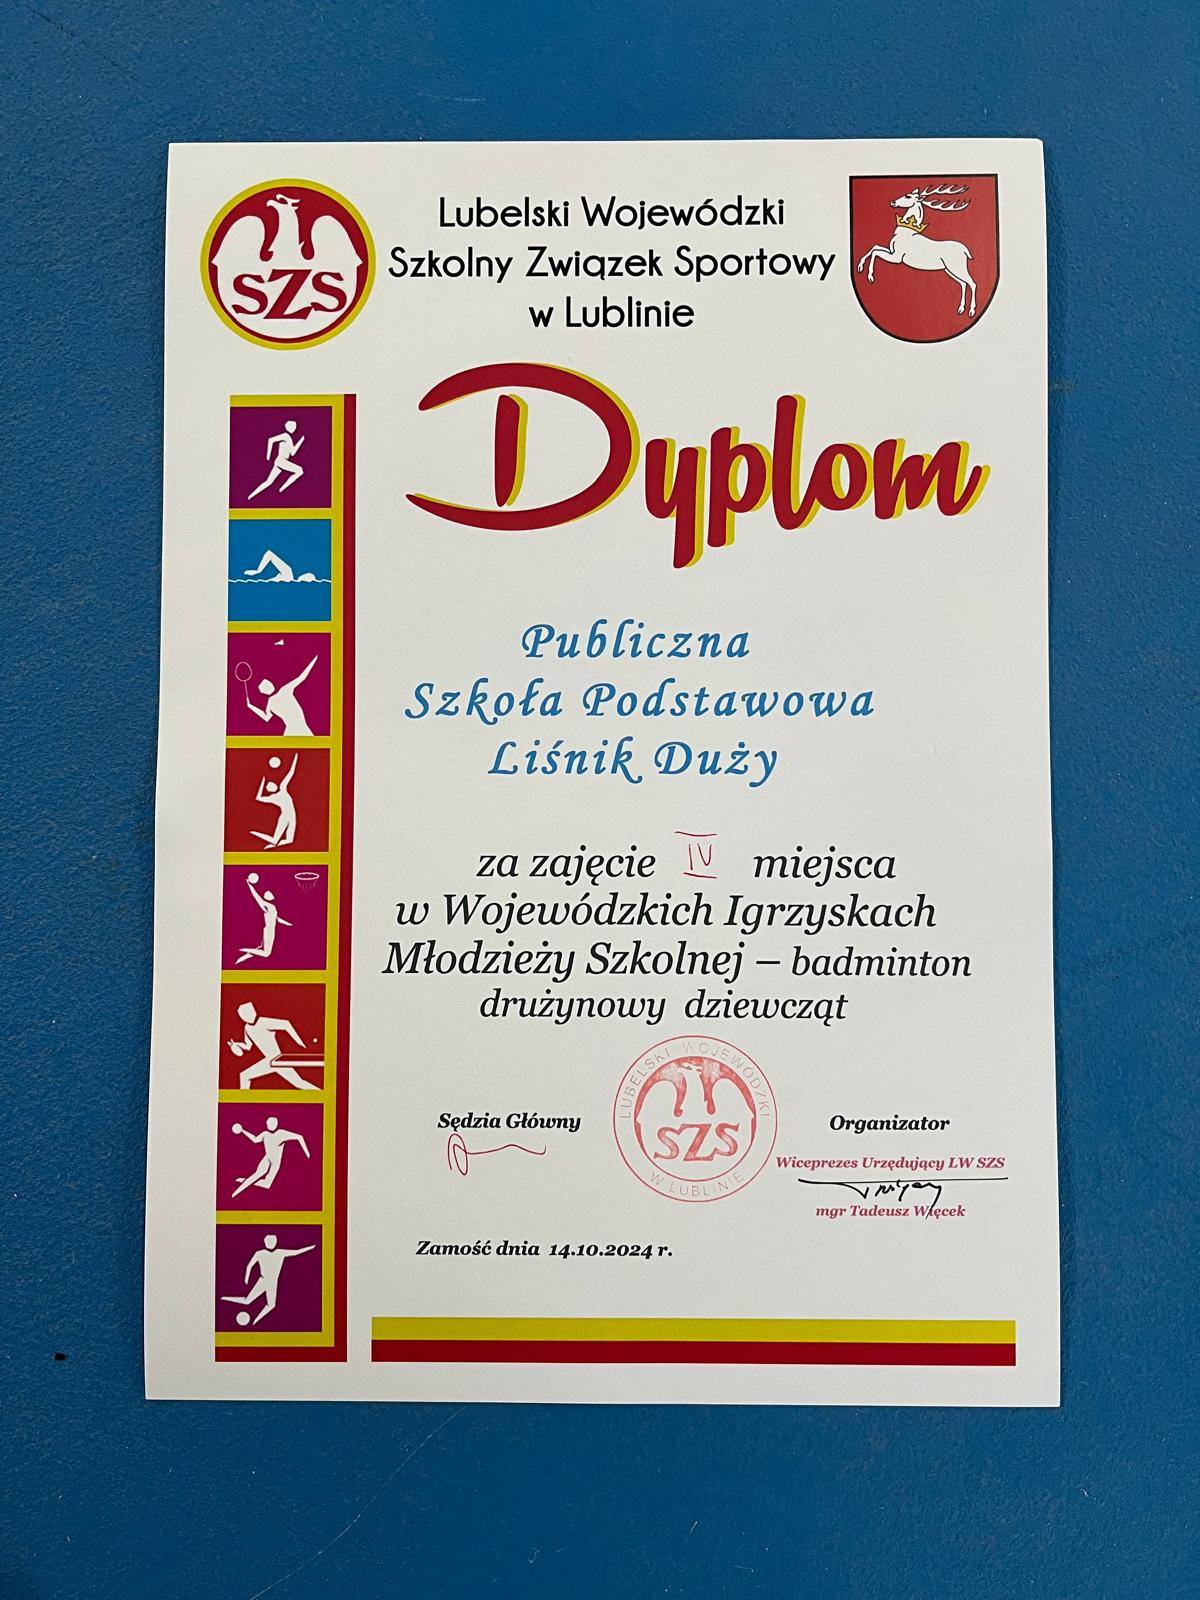 SZS
Lubelski Wojewódzki
Szkolny Związek Sportowy
w Lublinie
Dyplom
Publiczna
Szkoła Podstawowa
Liśnik Duży
za zajęcie IV miejsca
w Wojewódzkich Igrzyskach
Młodzieży Szkolnej – badminton
drużynowy dziewcząt
LUBELSKI WOJEWÓDZKI
SZS
W LUBLINIE
Sędzia Główny
Organizator
Wiceprezes Urzędujący LW SZS
mgr Tadeusz Więcek
Zamość dnia 14.10.2024 r.